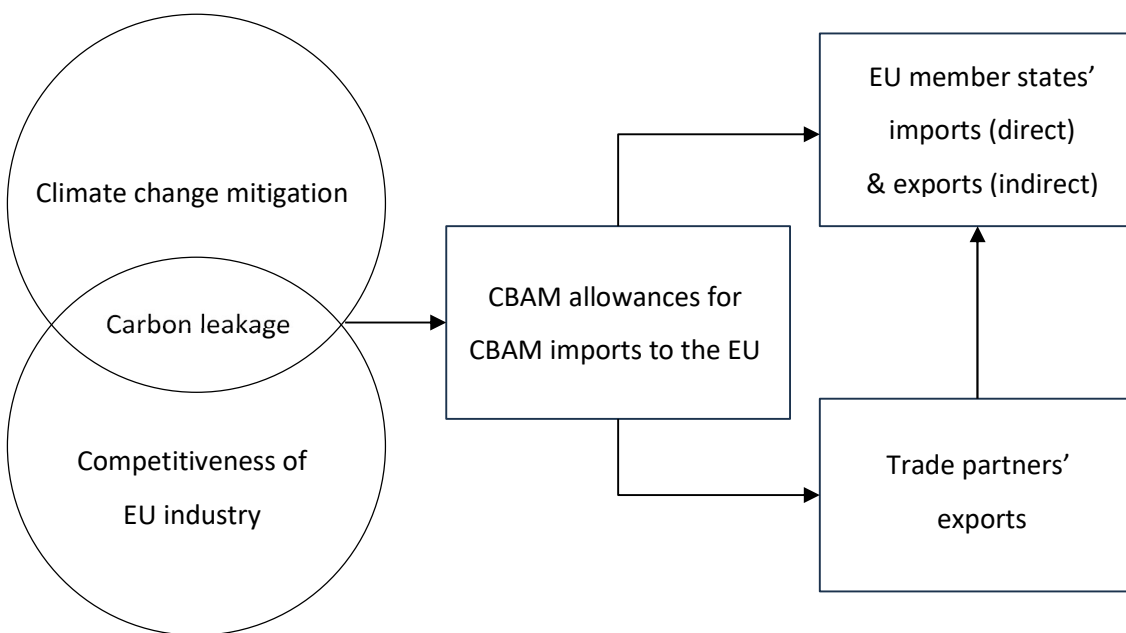 Climate change mitigation
Carbon leakage
Competitiveness of
EU industry
CBAM allowances for
CBAM imports to the EU
EU member states’
imports (direct)
& exports (indirect)
Trade partners’
exports